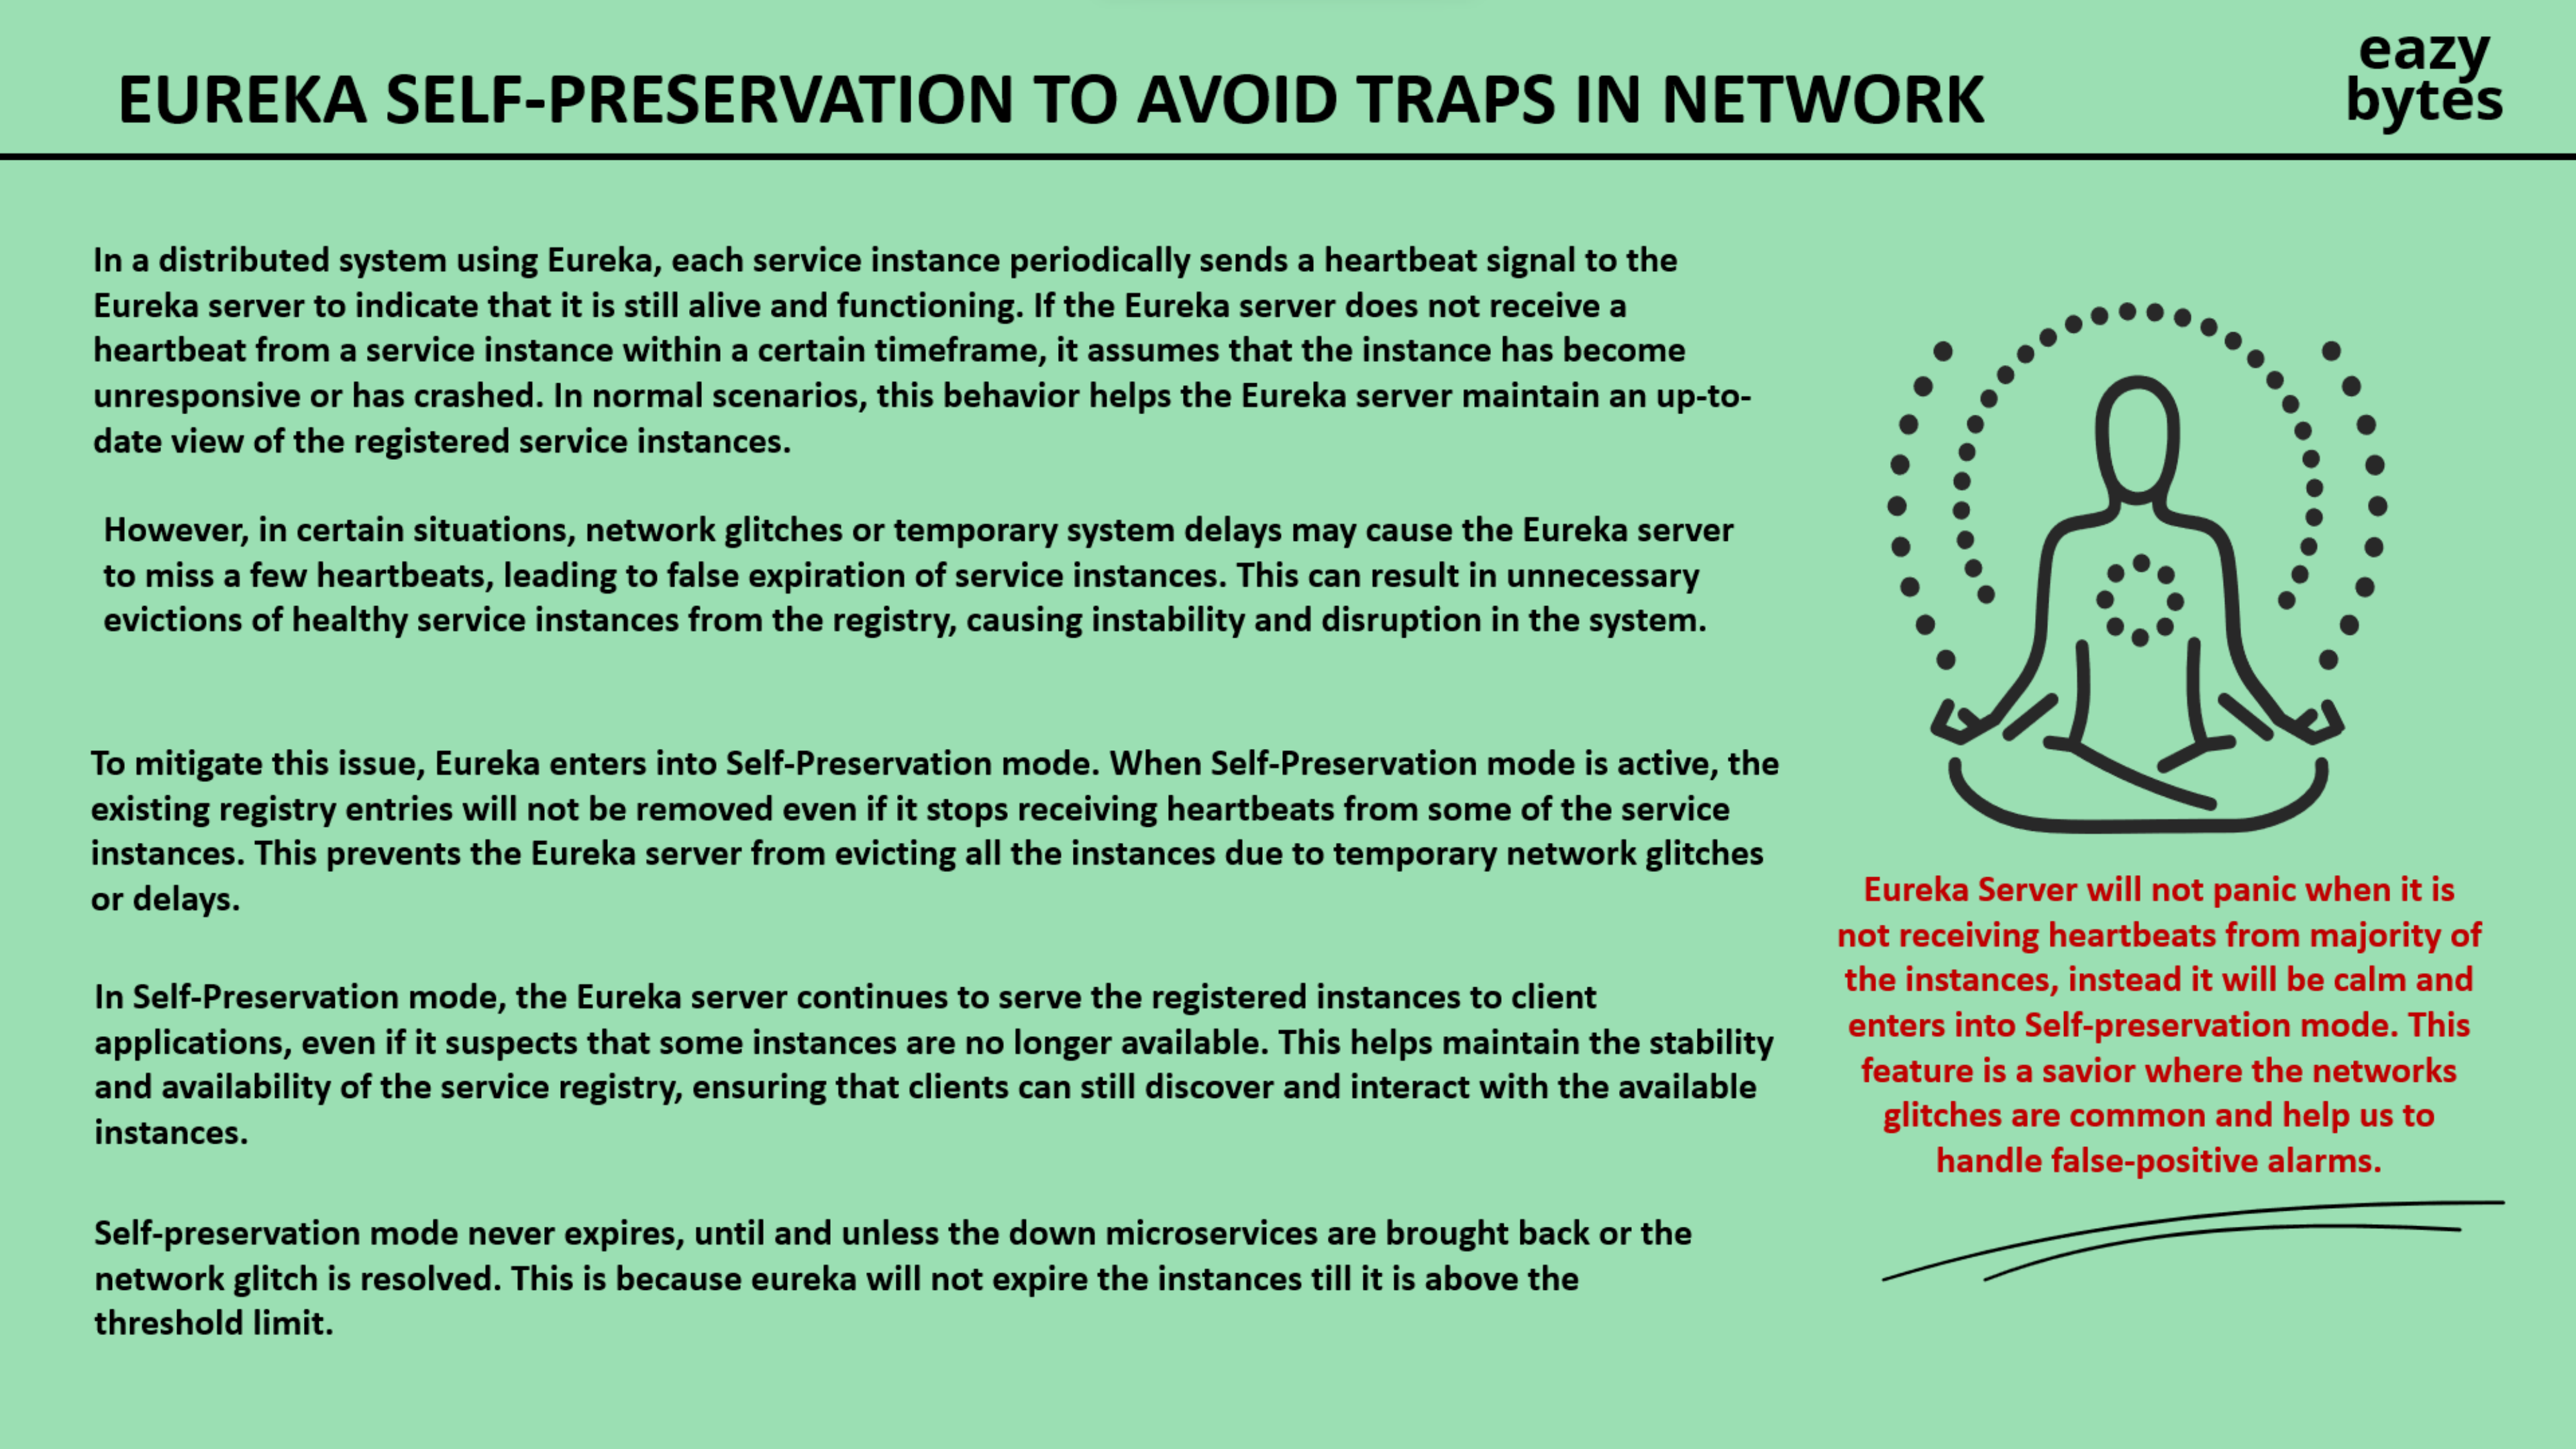 EUREKA SELF-PRESERVATION TO AVOID TRAPS IN NETWORK
eazy
bytes
In a distributed system using Eureka, each service instance periodically sends a heartbeat signal to the
Eureka server to indicate that it is still alive and functioning. If the Eureka server does not receive a
heartbeat from a service instance within a certain timeframe, it assumes that the instance has become
unresponsive or has crashed. In normal scenarios, this behavior helps the Eureka server maintain an up-to-
date view of the registered service instances.
However, in certain situations, network glitches or temporary system delays may cause the Eureka server
to miss a few heartbeats, leading to false expiration of service instances. This can result in unnecessary
evictions of healthy service instances from the registry, causing instability and disruption in the system.
To mitigate this issue, Eureka enters into Self-Preservation mode. When Self-Preservation mode is active, the
existing registry entries will not be removed even if it stops receiving heartbeats from some of the service
instances. This prevents the Eureka server from evicting all the instances due to temporary network glitches
or delays.
In Self-Preservation mode, the Eureka server continues to serve the registered instances to client
applications, even if it suspects that some instances are no longer available. This helps maintain the stability
and availability of the service registry, ensuring that clients can still discover and interact with the available
instances.
Self-preservation mode never expires, until and unless the down microservices are brought back or the
network glitch is resolved. This is because eureka will not expire the instances till it is above the
threshold limit.
Eureka Server will not panic when it is
not receiving heartbeats from majority of
the instances, instead it will be calm and
enters into Self-preservation mode. This
feature is a savior where the networks
glitches are common and help us to
handle false-positive alarms.